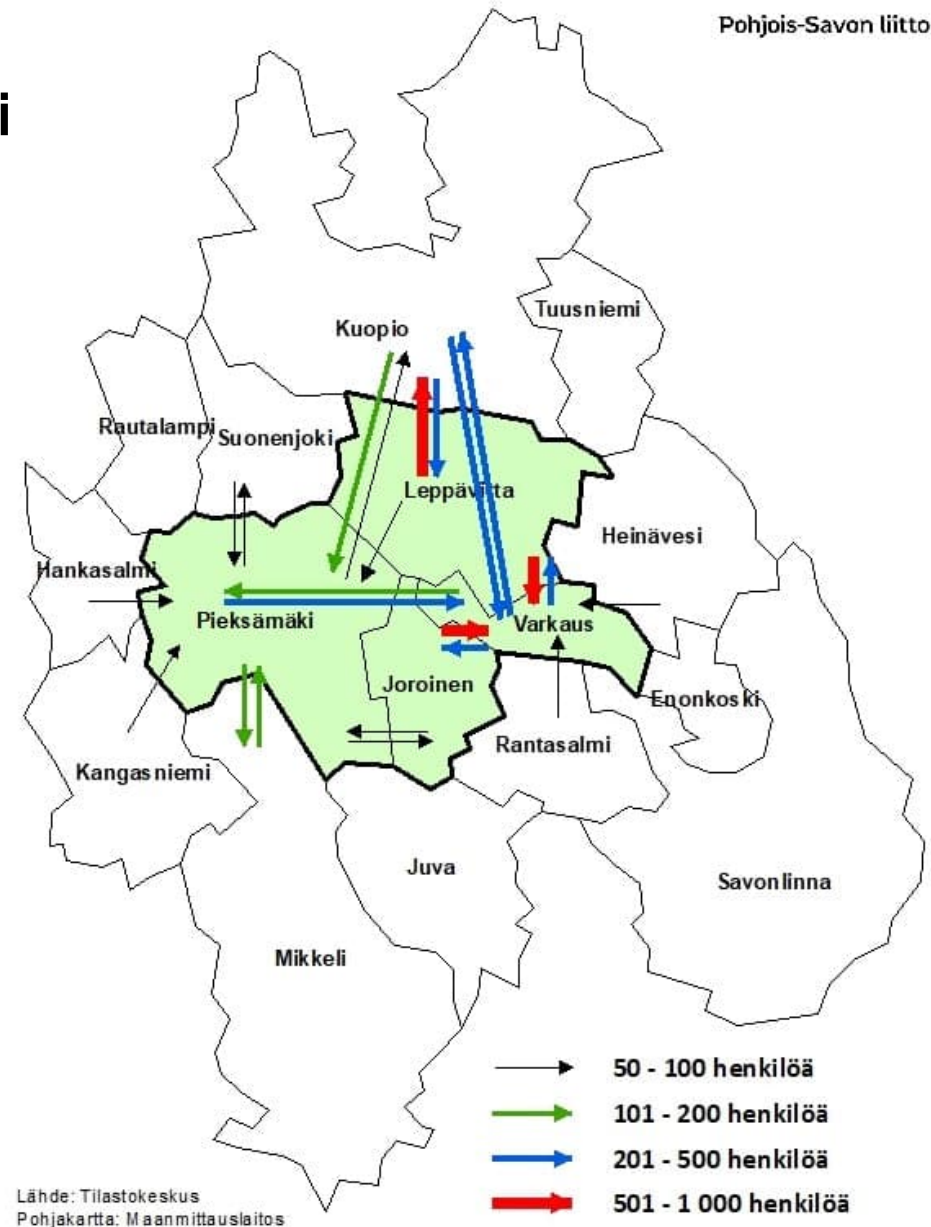 Pohjois-Savon liitto
i
Kuopio
Tuusniemi
Rautalampi
Suonenjoki
Leppävirta
Heinävesi
Hankasalmi
Pieksämäki
Varkaus
Joroinen
Enonkoski
Rantasalmi
Kangasniemi
Juva
Savonlinna
Mikkeli
50 - 100 henkilöä
101 - 200 henkilöä
201 - 500 henkilöä
501 - 1 000 henkilöä
Lähde: Tilastokeskus
Pohjakartta: Maanmittauslaitos